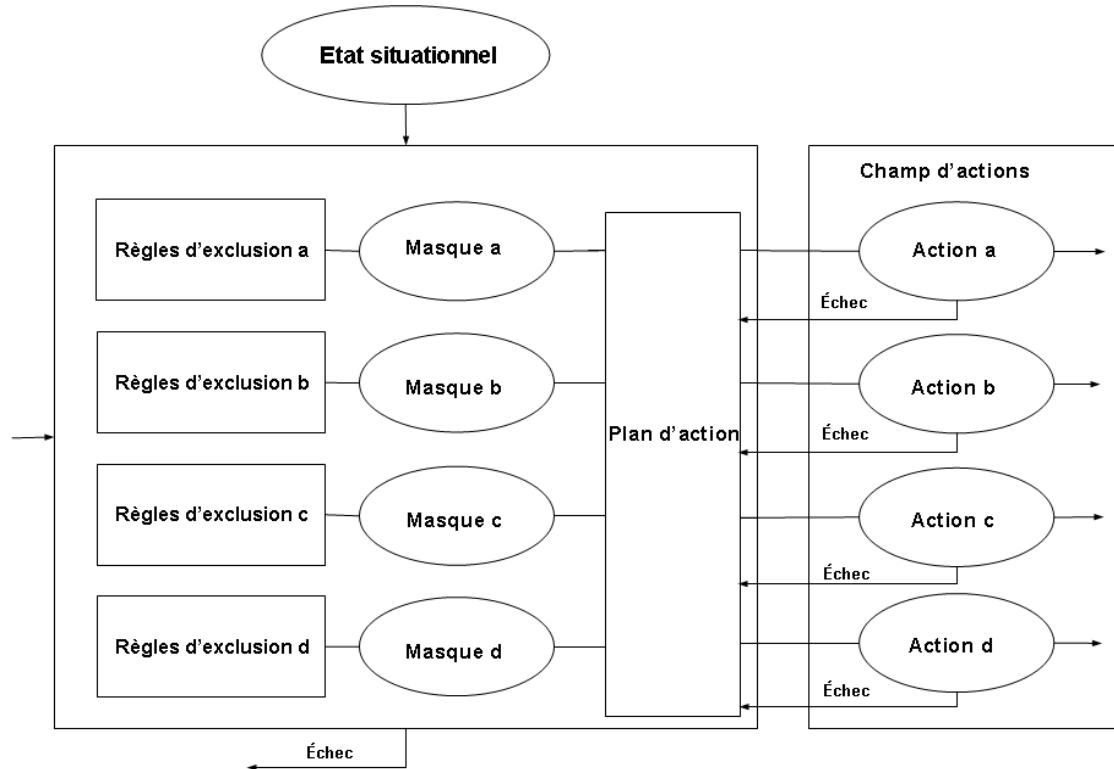 Etat situationnel
Champ d'actions
Règles d'exclusion a
Masque a
Action a
Échec
Règles d'exclusion b
Masque b
Action b
Échec
Plan d'action
Règles d'exclusion c
Masque c
Action c
Échec
Règles d'exclusion d
Masque d
Action d
Échec
Échec